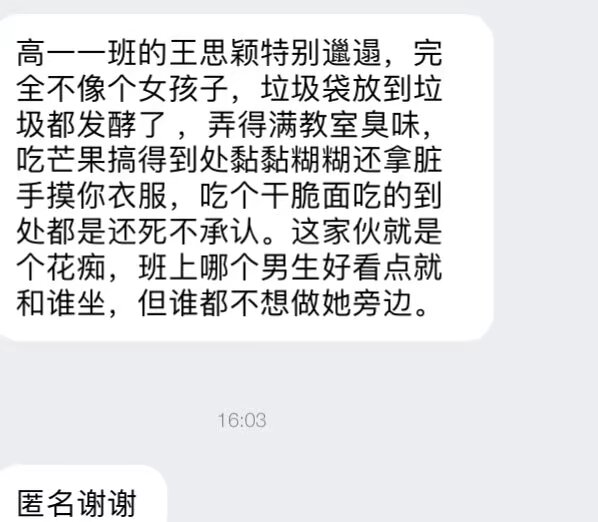 高一一班的王思颖特别邋遢，完
全不像个女孩子，垃圾袋放到垃
圾都发酵了 ，弄得满教室臭味，
吃芒果搞得到处黏黏糊糊还拿脏
手摸你衣服，吃个干脆面吃的到
处都是还死不承认。这家伙就是
个花痴，班上哪个男生好看点就
和谁坐，但谁都不想做她旁边。
16:03
匿名谢谢